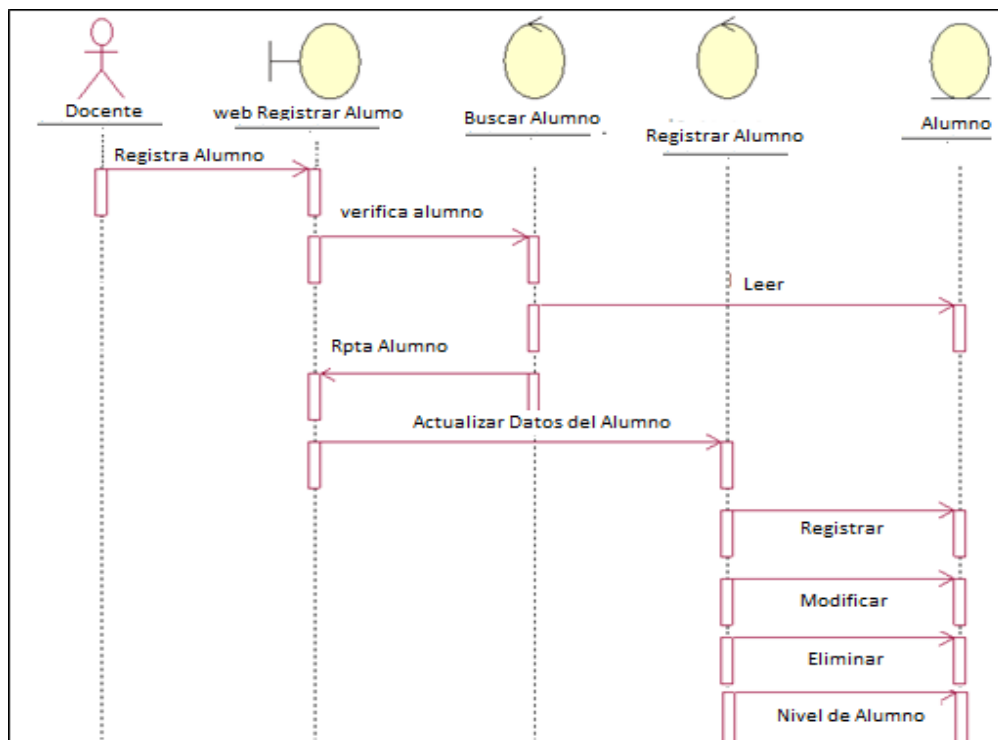 Docente
web Registrar Alumo
Buscar Alumno
Registrar Alumno
Alumno
Registra Alumno
verifica alumno
Leer
Rpta Alumno
Actualizar Datos del Alumno
Registrar
Modificar
Eliminar
Nivel de Alumno